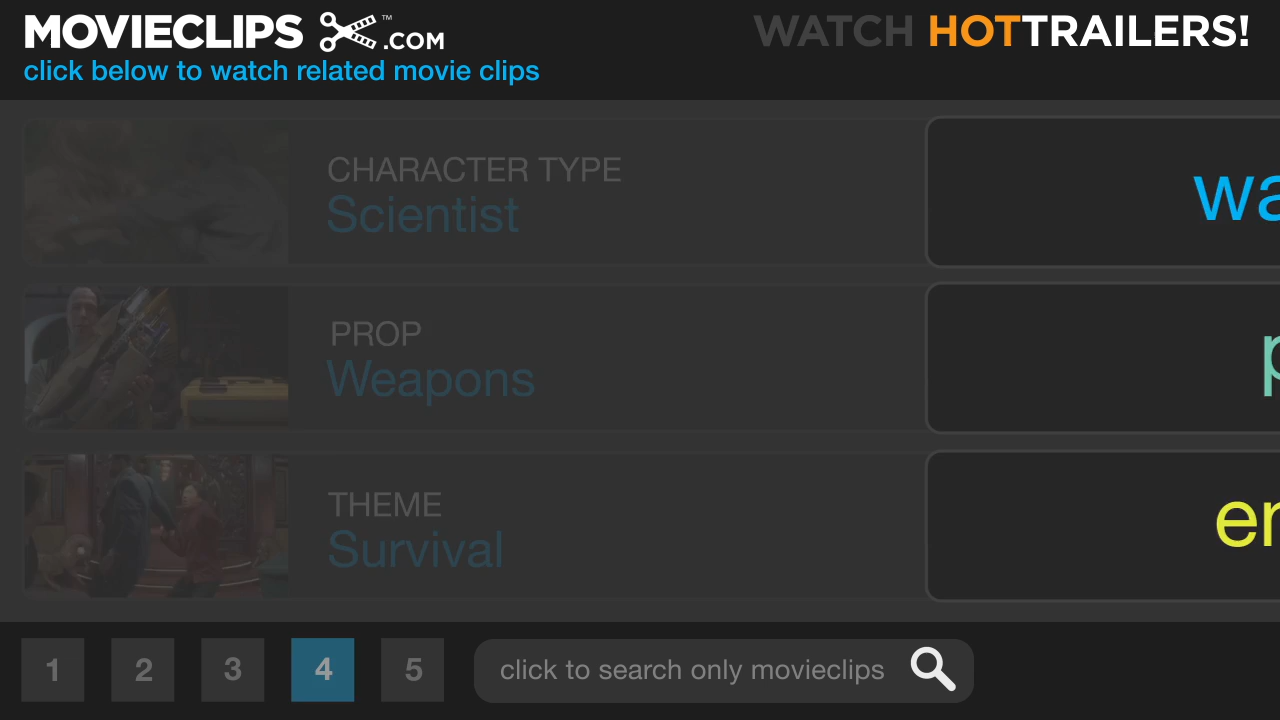 MOVIECLIPS ™ .COM
WATCH HOTTRAILERS!
click below to watch related movie clips
CHARACTER TYPE
Scientist
wa
PROP
Weapons
p
THEME
Survival
1 2 3 4 5
click to search only movieclips